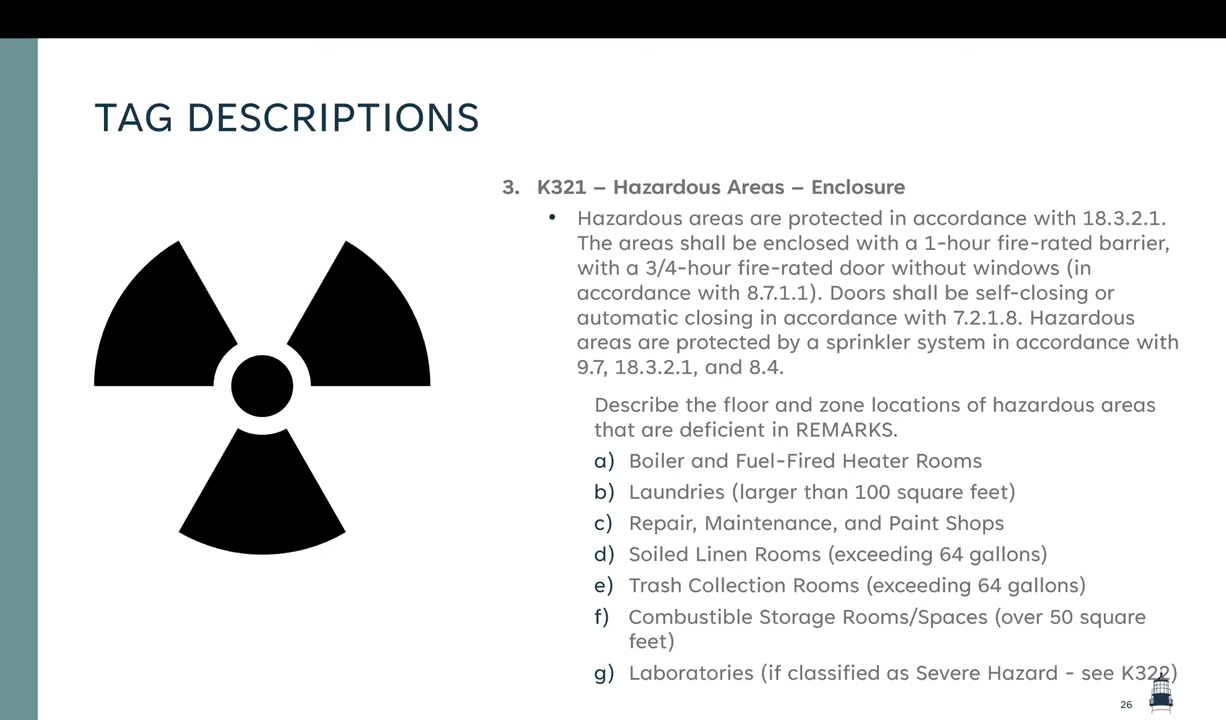 TAG DESCRIPTIONS
3. K321 – Hazardous Areas – Enclosure
• Hazardous areas are protected in accordance with 18.3.2.1.
The areas shall be enclosed with a 1-hour fire-rated barrier,
with a 3/4-hour fire-rated door without windows (in
accordance with 8.7.1.1). Doors shall be self-closing or
automatic closing in accordance with 7.2.1.8. Hazardous
areas are protected by a sprinkler system in accordance with
9.7, 18.3.2.1, and 8.4.
Describe the floor and zone locations of hazardous areas
that are deficient in REMARKS.
a) Boiler and Fuel-Fired Heater Rooms
b) Laundries (larger than 100 square feet)
c) Repair, Maintenance, and Paint Shops
d) Soiled Linen Rooms (exceeding 64 gallons)
e) Trash Collection Rooms (exceeding 64 gallons)
f) Combustible Storage Rooms/Spaces (over 50 square
feet)
g) Laboratories (if classified as Severe Hazard - see K322)
26